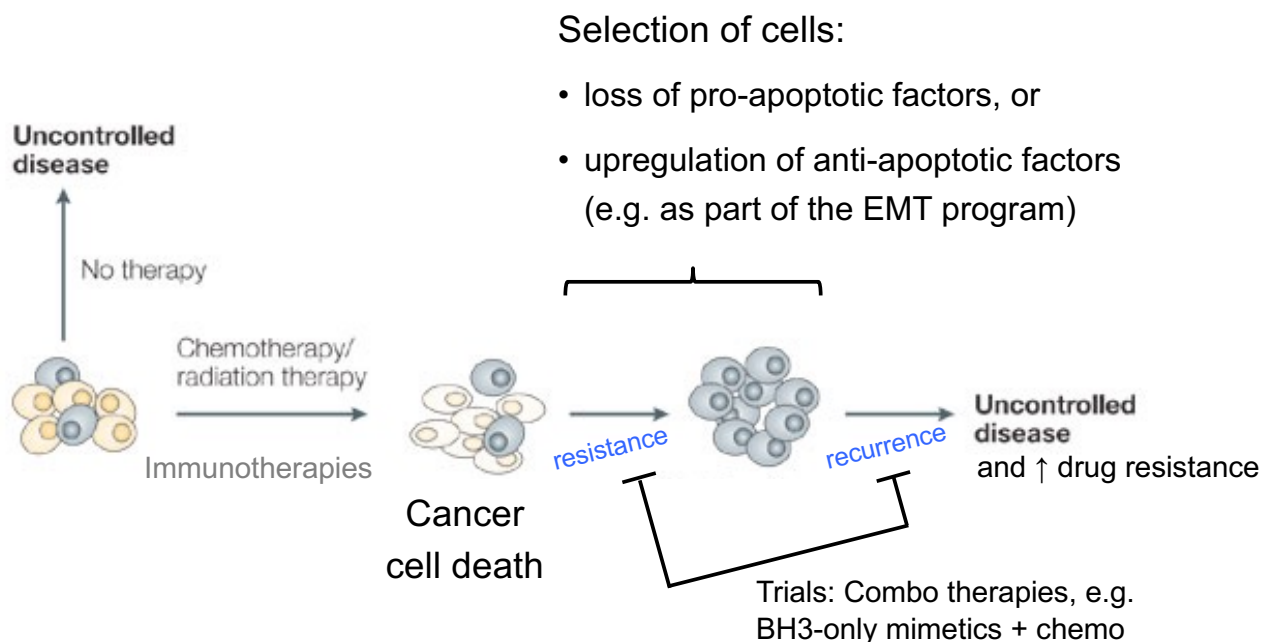 Selection of cells:
• loss of pro-apoptotic factors, or
• upregulation of anti-apoptotic factors
(e.g. as part of the EMT program)
Uncontrolled
disease
No therapy
Chemotherapy/
radiation therapy
Immunotherapies
Cancer
cell death
resistance
recurrence
Uncontrolled
disease
and ↑ drug resistance
Trials: Combo therapies, e.g.
BH3-only mimetics + chemo